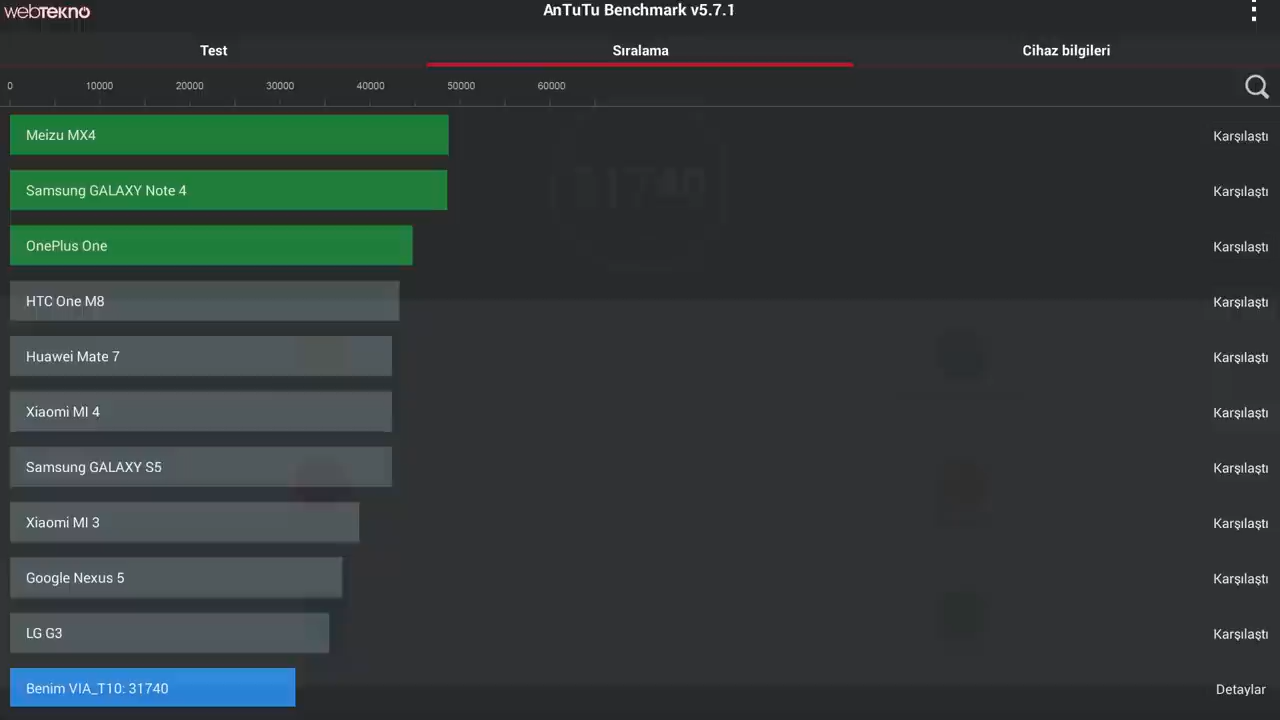 webTEKNO
AnTuTu Benchmark v5.7.1
Test
Sıralama
Cihaz bilgileri
0 10000 20000 30000 40000 50000 60000
Meizu MX4 Karşılaştı
Samsung GALAXY Note 4 Karşılaştı
OnePlus One Karşılaştı
HTC One M8 Karşılaştı
Huawei Mate 7 Karşılaştı
Xiaomi MI 4 Karşılaştı
Samsung GALAXY S5 Karşılaştı
Xiaomi MI 3 Karşılaştı
Google Nexus 5 Karşılaştı
LG G3 Karşılaştı
Benim VIA_T10: 31740 Detaylar
31740